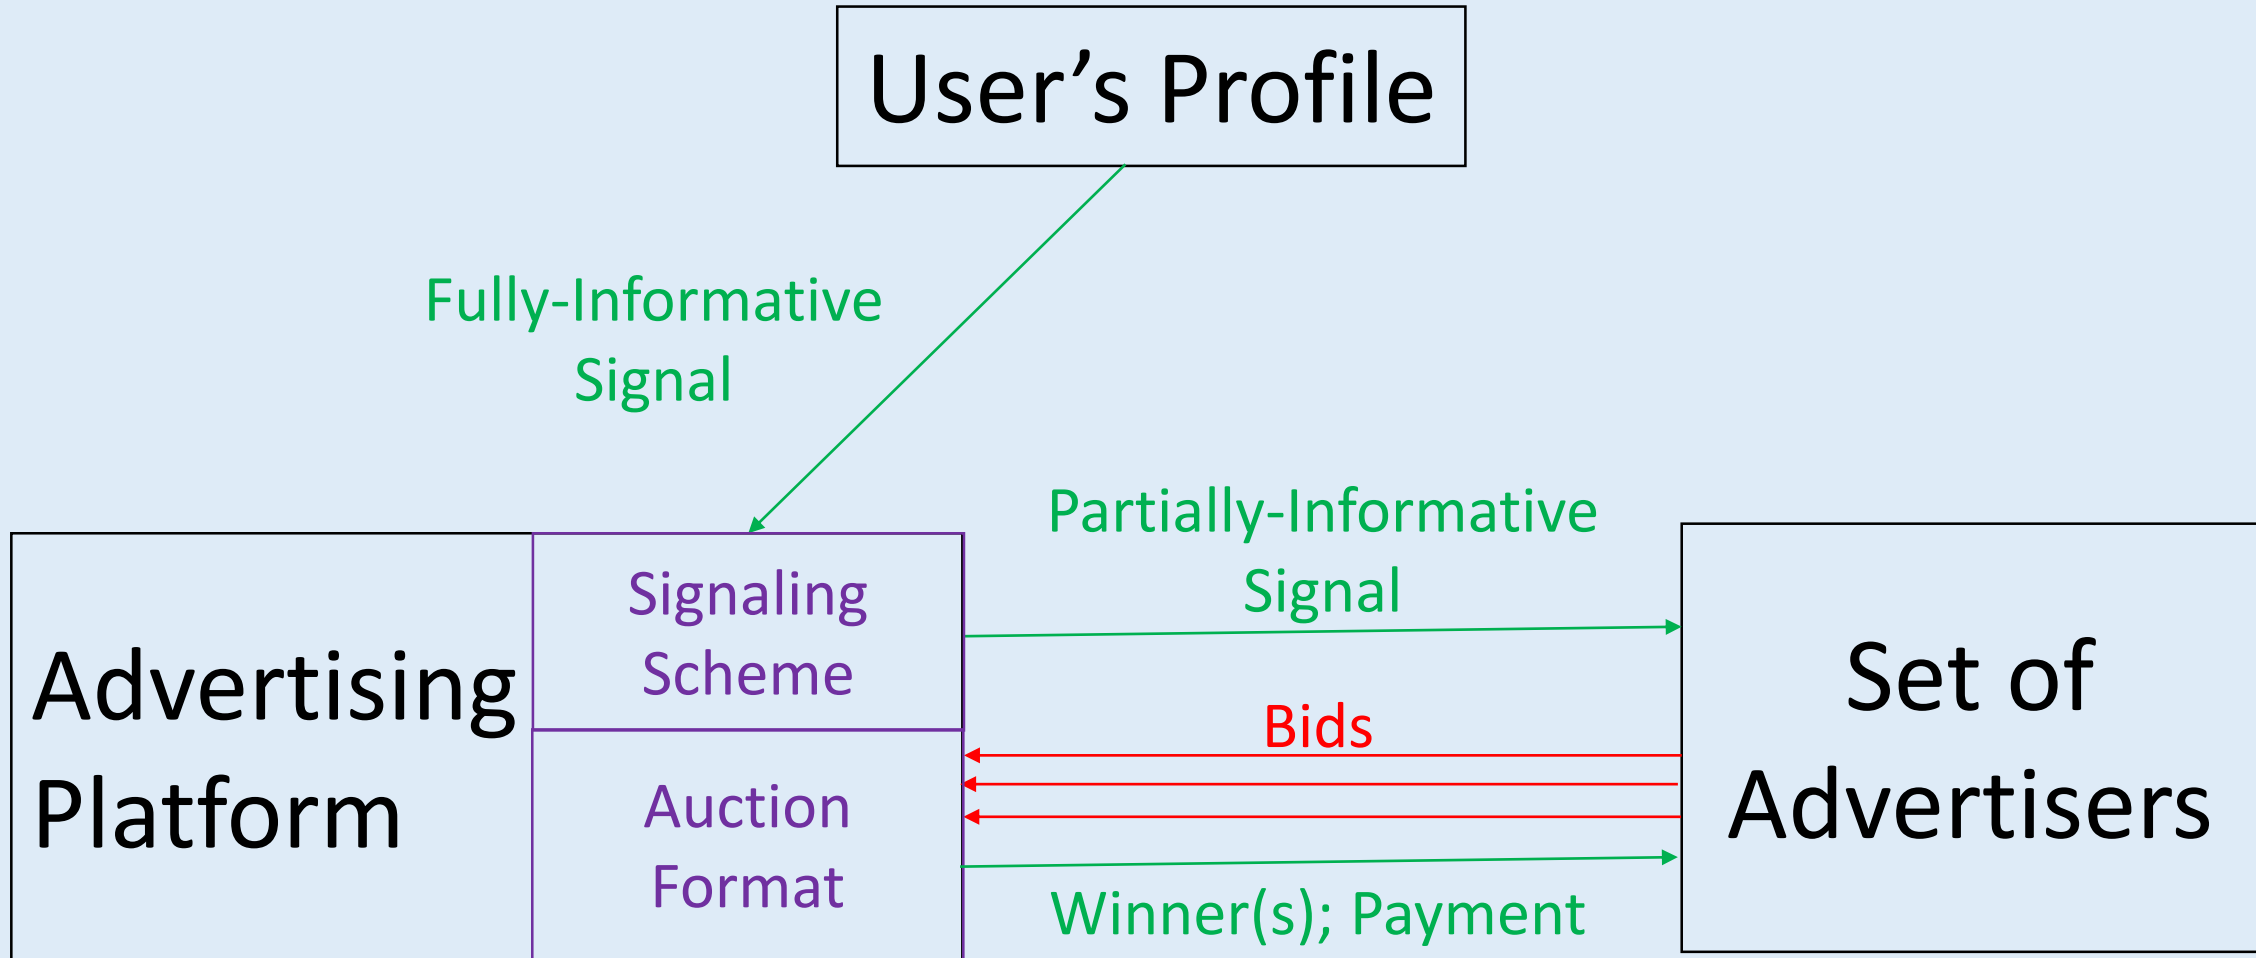 User’s Profile
Fully-Informative
Signal
Partially-Informative
Signal
Advertising
Platform
Signaling
Scheme
Auction
Format
Bids
Winner(s); Payment
Set of
Advertisers